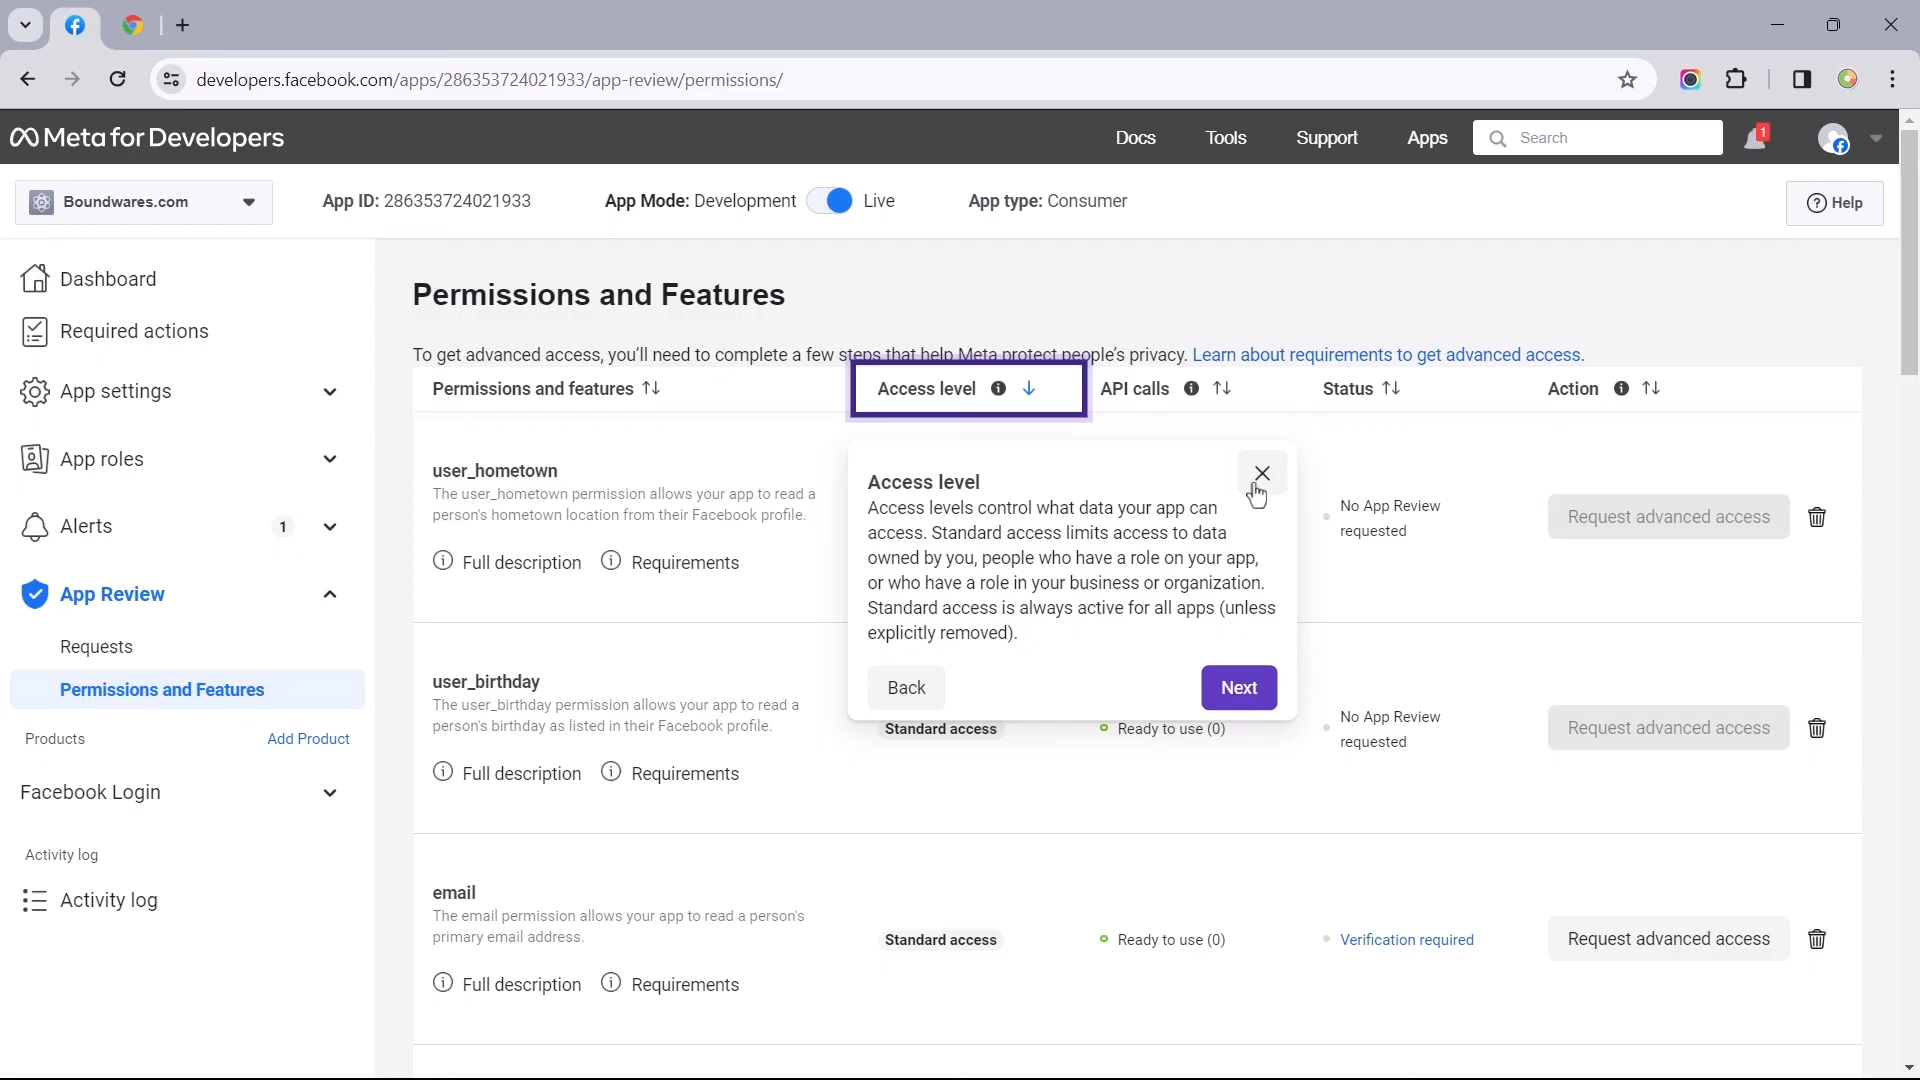 developers.facebook.com/apps/286353724021933/app-review/permissions/
Meta for Developers
Docs
Tools
Support
Apps
Search
1
Boundwares.com
App ID: 286353724021933
App Mode: Development
Live
App type: Consumer
Help
Dashboard
Required actions
App settings
App roles
Alerts
1
App Review
Requests
Permissions and Features
Products
Add Product
Facebook Login
Activity log
Activity log
Permissions and Features
To get advanced access, you’ll need to complete a few steps that help Meta protect people’s privacy. Learn about requirements to get advanced access.
Permissions and features
Access level
API calls
Status
Action
user_hometown
The user_hometown permission allows your app to read a
person's hometown location from their Facebook profile.
Full description
Requirements
No App Review
requested
Request advanced access
Access level
Access levels control what data your app can
access. Standard access limits access to data
owned by you, people who have a role on your app,
or who have a role in your business or organization.
Standard access is always active for all apps (unless
explicitly removed).
Back
Next
user_birthday
The user_birthday permission allows your app to read a
person's birthday as listed in their Facebook profile.
Full description
Requirements
Standard access
Ready to use (0)
No App Review
requested
Request advanced access
email
The email permission allows your app to read a person's
primary email address.
Full description
Requirements
Standard access
Ready to use (0)
Verification required
Request advanced access